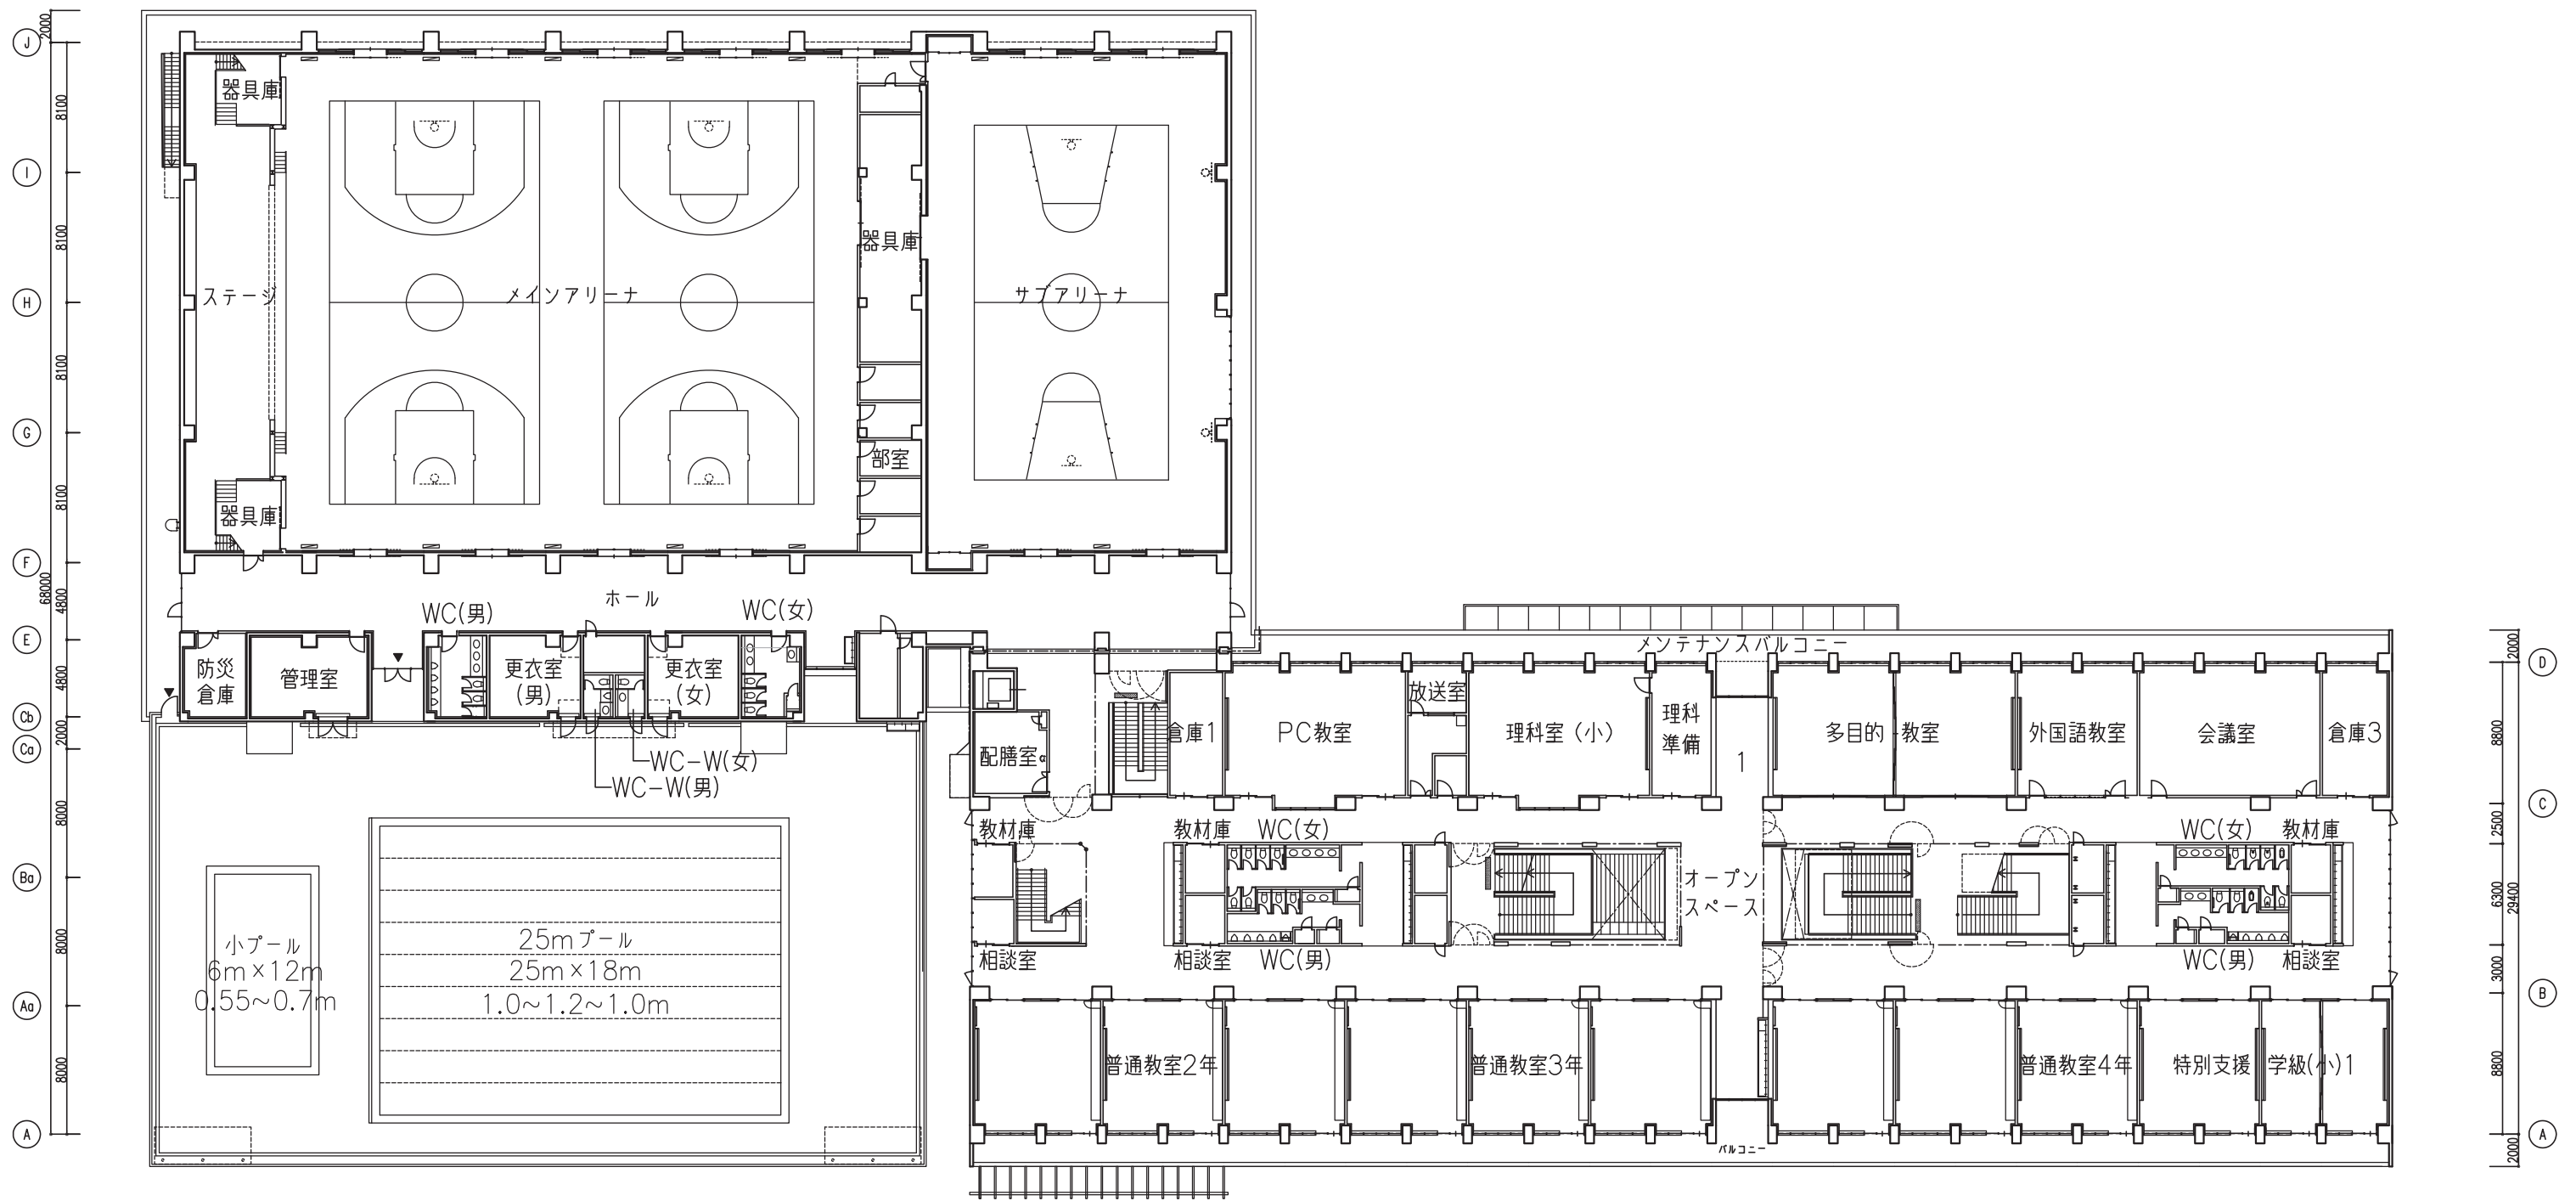 J
2000
8100
I
8100
H
8100
G
8100
F
68000
4800
E
4800
Cb
2000
Ca
8000
Ba
8000
Aa
8000
A
器具庫
ステージ
メインアリーナ
器具庫
サブアリーナ
部室
器具庫
ホール
WC(男)
WC(女)
防災
倉庫
管理室
更衣室
(男)
更衣室
(女)
WC-W(女)
WC-W(男)
小プール
6m×12m
0.55~0.7m
25mプール
25m×18m
1.0~1.2~1.0m
メンテナンスバルコニー
配膳室
倉庫1
PC教室
放送室
理科室(小)
理科
準備
1
多目的 教室
外国語教室
会議室
倉庫3
教材庫
教材庫
WC(女)
WC(女)
教材庫
オープン
スペース
相談室
相談室
WC(男)
WC(男)
相談室
普通教室2年
普通教室3年
普通教室4年
特別支援 学級(小)1
バルコニー
2000
D
8800
C
2500
6300
29400
3000
B
8800
A
2000